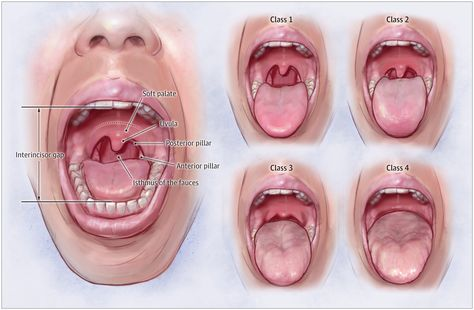 Soft palate
Uvula
Posterior pillar
Interincisor gap
Anterior pillar
Isthmus of the fauces
Class 1
Class 2
Class 3
Class 4